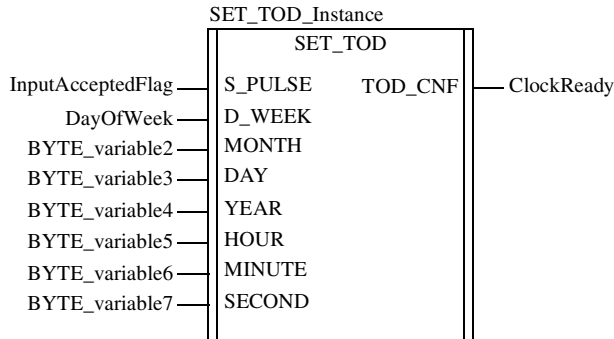 SET_TOD_Instance
SET_TOD
InputAcceptedFlag S_PULSE TOD_CNF ClockReady
DayOfWeek D_WEEK
BYTE_variable2 MONTH
BYTE_variable3 DAY
BYTE_variable4 YEAR
BYTE_variable5 HOUR
BYTE_variable6 MINUTE
BYTE_variable7 SECOND